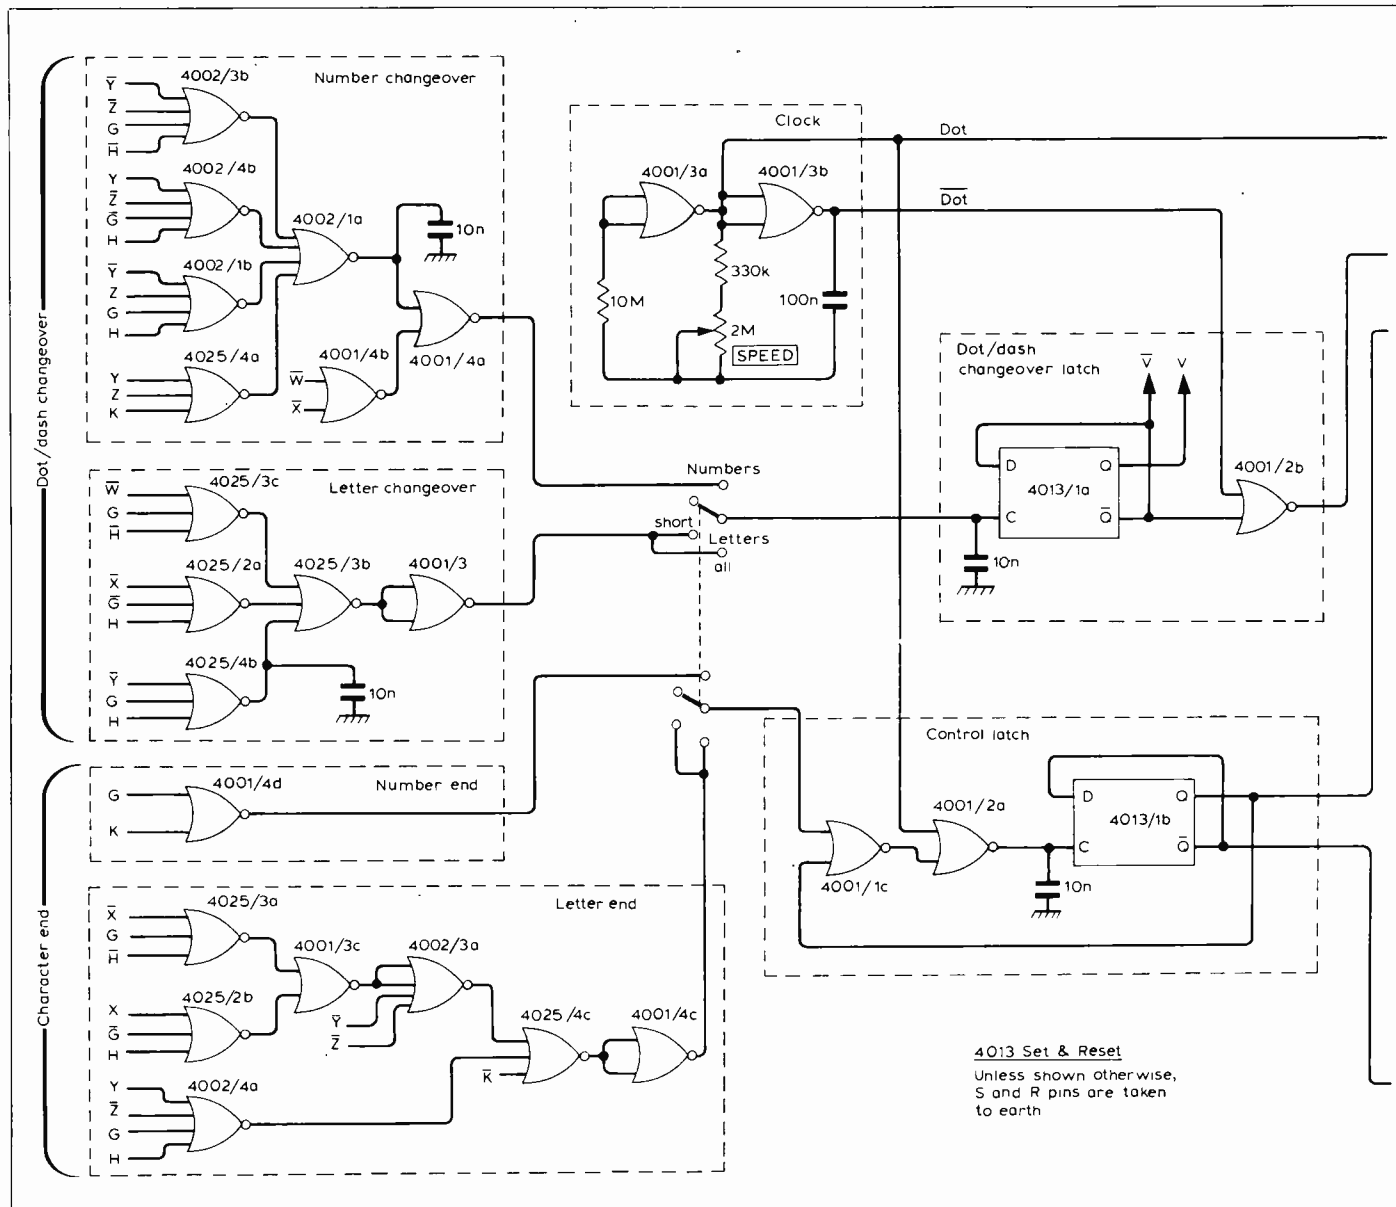 Dot/dash changeover
Number changeover
4002/3b
Y̅
Z̅
G
H̅
4002/4b
Y
Z̅
G̅
H
4002/1b
Y̅
Z
G
H
4025/4a
Y
Z
K
4002/1a
10n
4001/4b
W̅
X̅
4001/4a
Letter changeover
4025/3c
W̅
G
H̅
4025/2a
X̅
G̅
H
4025/4b
Y̅
G
H
4025/3b
4001/3
10n
Character end
Number end
4001/4d
G
K
Letter end
4025/3a
X̅
G
H̅
4025/2b
X
G̅
H
4002/4a
Y
Z̅
G
H
4001/3c
4002/3a
Y̅
Z̅
4025/4c
K̅
4001/4c
Clock
4001/3a
4001/3b
10M
330k
2M
SPEED
100n
Dot
D̅o̅t̅
Numbers
short
Letters
all
Dot/dash
changeover latch
V̅
V
D
Q
4013/1a
C
Q̅
10n
4001/2b
Control latch
4001/1c
4001/2a
10n
D
Q
4013/1b
C
Q̅
4013 Set & Reset
Unless shown otherwise,
S and R pins are taken
to earth